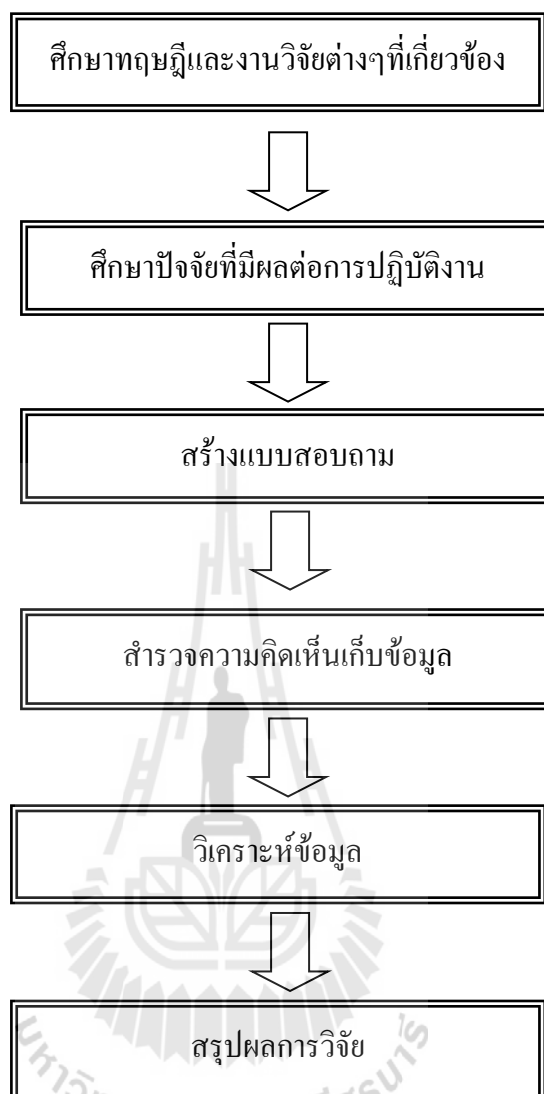 ศึกษาทฤษฎีและงานวิจัยต่างๆที่เกี่ยวข้อง
ศึกษาปัจจัยที่มีผลต่อการปฏิบัติงาน
สร้างแบบสอบถาม
สำรวจความคิดเห็นเก็บข้อมูล
วิเคราะห์ข้อมูล
สรุปผลการวิจัย